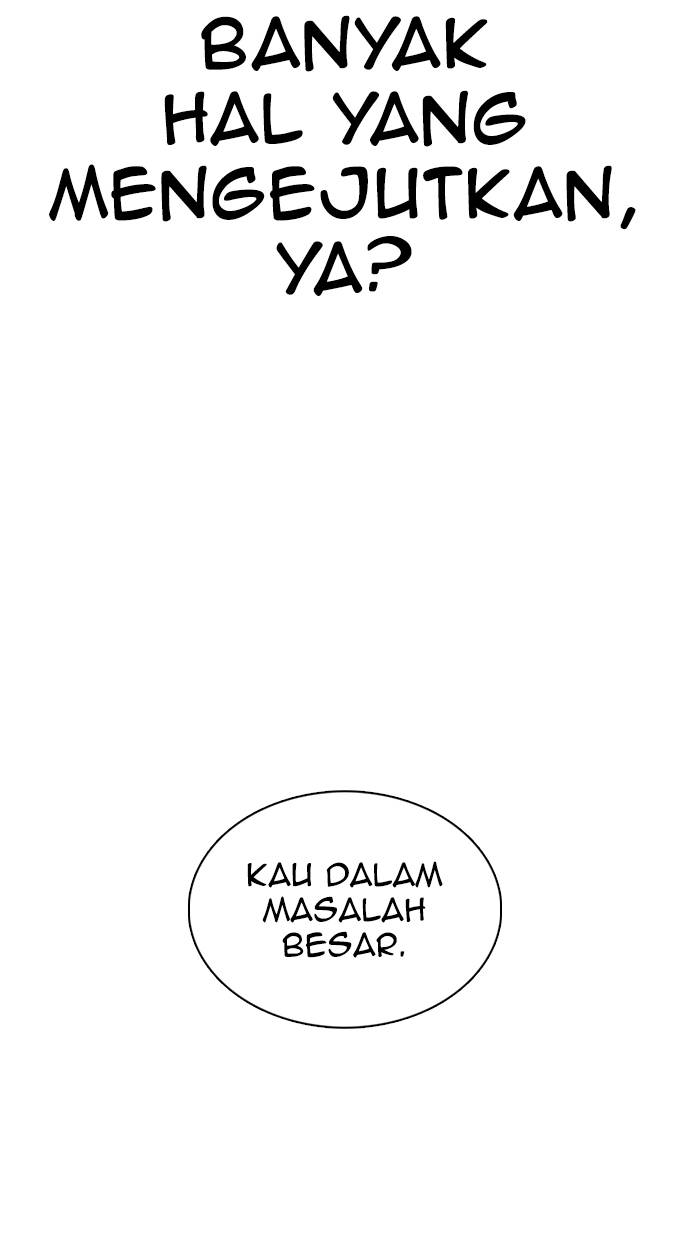 BANYAK
HAL YANG
MENGEJUTKAN,
YA?
KAU DALAM
MASALAH
BESAR.